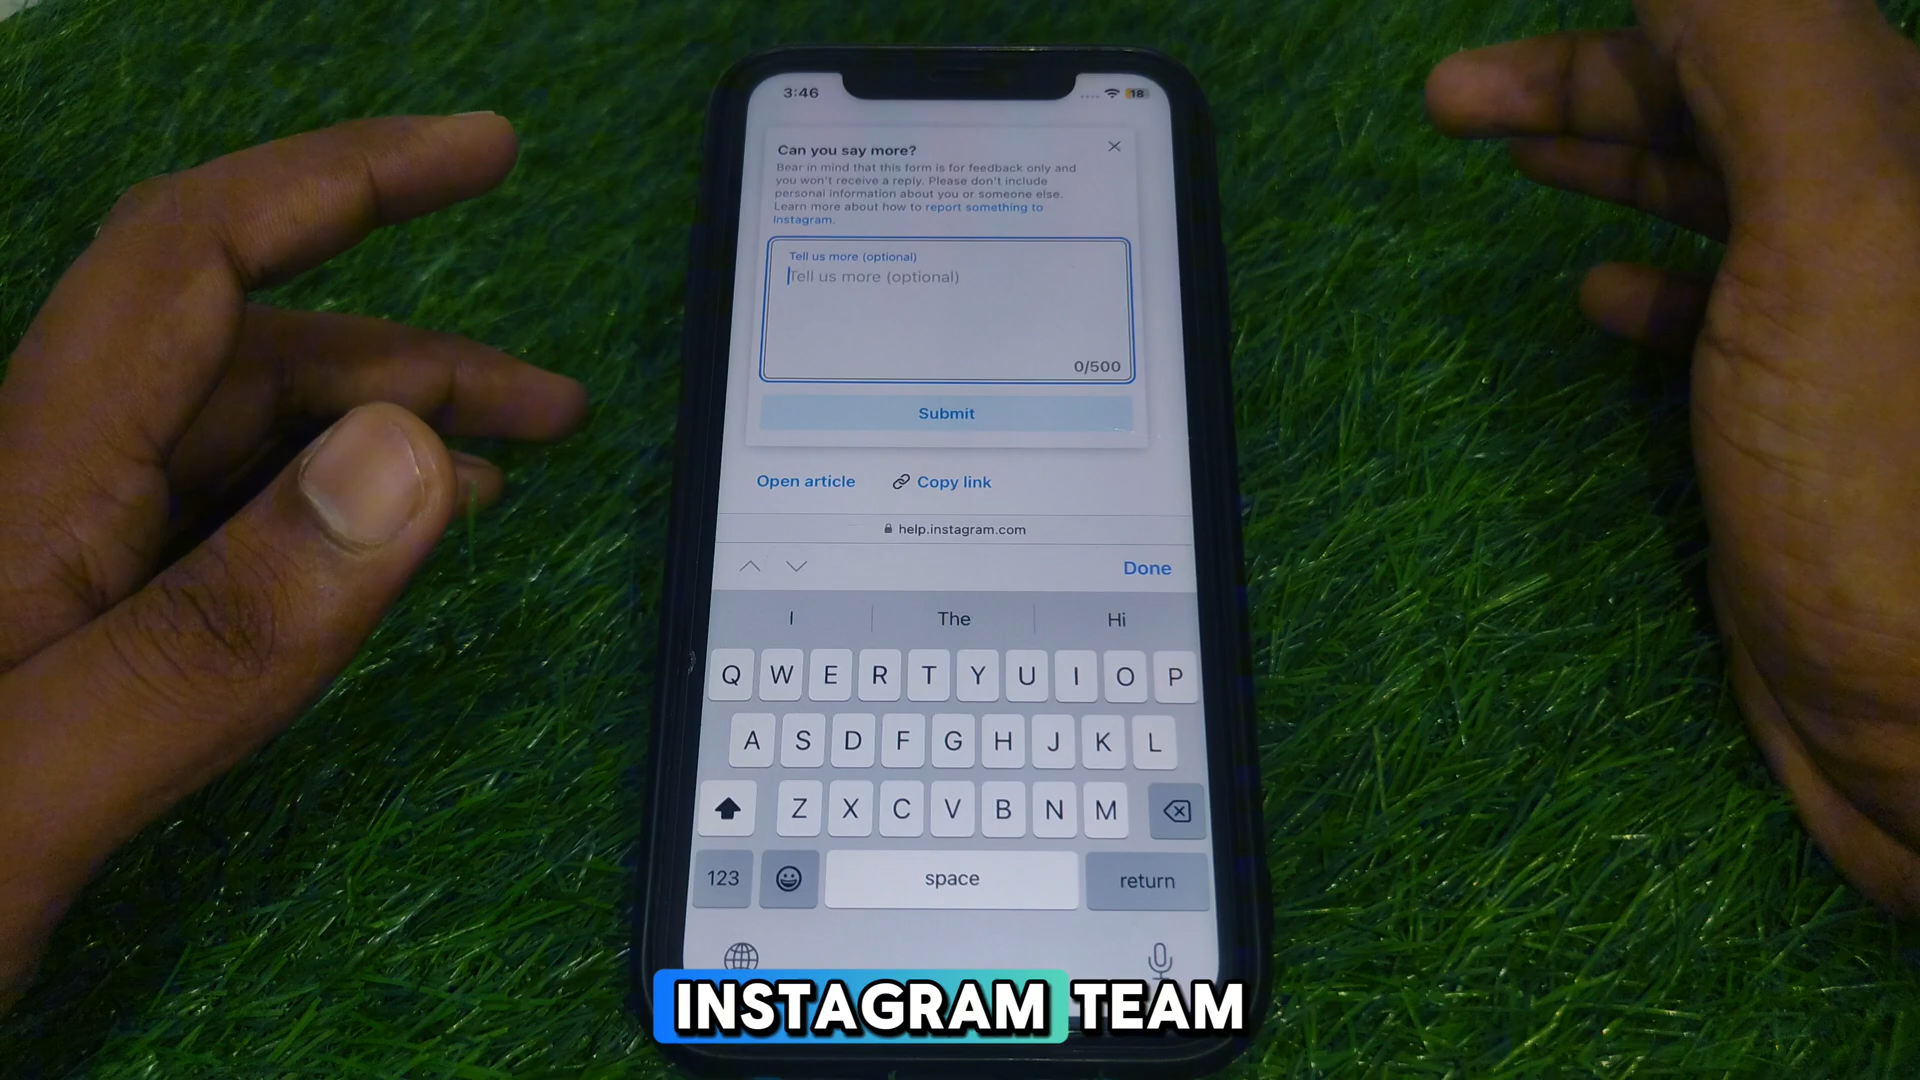 3:46
18
Can you say more?
Bear in mind that this form is for feedback only and
you won't receive a reply. Please don't include
personal information about you or someone else.
Learn more about how to report something to
Instagram.
Tell us more (optional)
Tell us more (optional)
0/500
Submit
Open article
Copy link
help.instagram.com
Done
I
The
Hi
Q W E R T Y U I O P
A S D F G H J K L
Z X C V B N M
123
space
return
INSTAGRAM TEAM